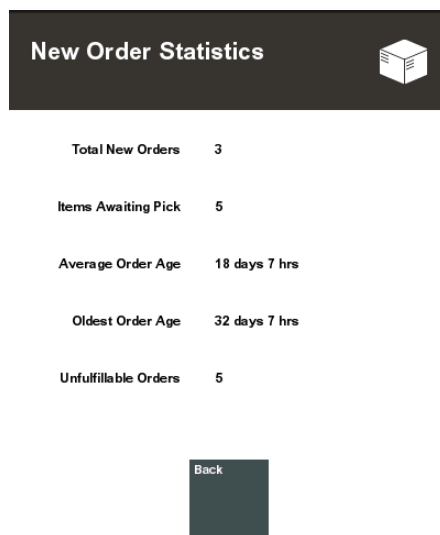 New Order Statistics
Total New Orders 3
Items Awaiting Pick 5
Average Order Age 18 days 7 hrs
Oldest Order Age 32 days 7 hrs
Unfulfillable Orders 5
Back